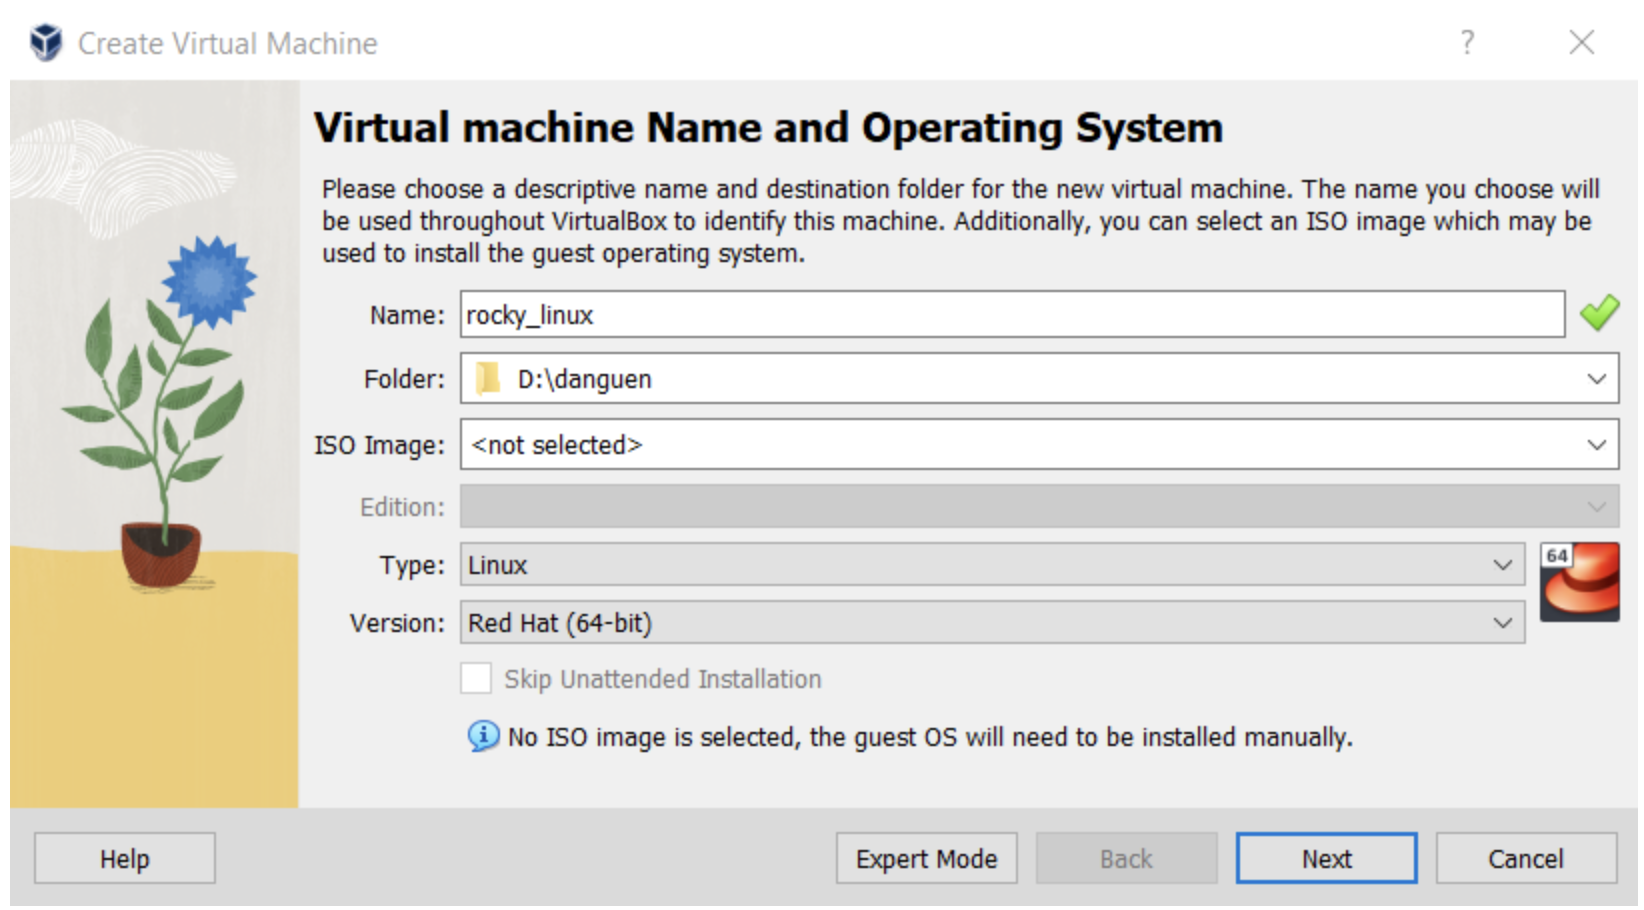 Create Virtual Machine
?
Virtual machine Name and Operating System
Please choose a descriptive name and destination folder for the new virtual machine. The name you choose will
be used throughout VirtualBox to identify this machine. Additionally, you can select an ISO image which may be
used to install the guest operating system.
Name: rocky_linux
Folder: D:\danguen
ISO Image: <not selected>
Edition:
Type: Linux
64
Version: Red Hat (64-bit)
Skip Unattended Installation
No ISO image is selected, the guest OS will need to be installed manually.
Help Expert Mode Back Next Cancel